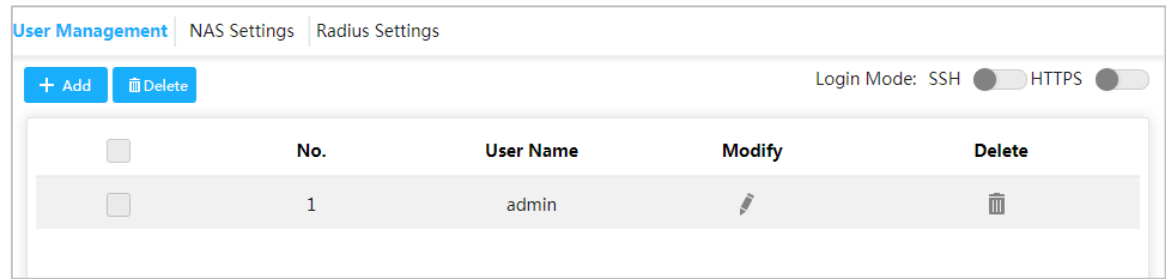 User Management NAS Settings Radius Settings
+ Add Delete Login Mode: SSH HTTPS
No. User Name Modify Delete
1 admin